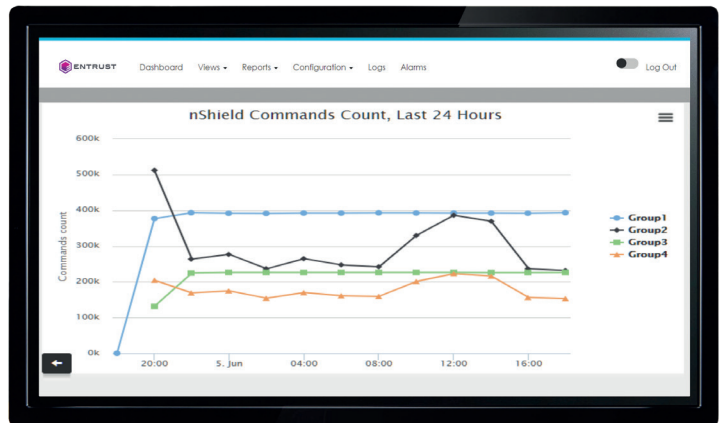 ENTRUST Dashboard Views Reports Configuration Logs Alarms Log Out
nShield Commands Count, Last 24 Hours
600k
500k
400k
300k
200k
100k
0k
Commands count
Group1
Group2
Group3
Group4
20:00 5. Jun 04:00 08:00 12:00 16:00